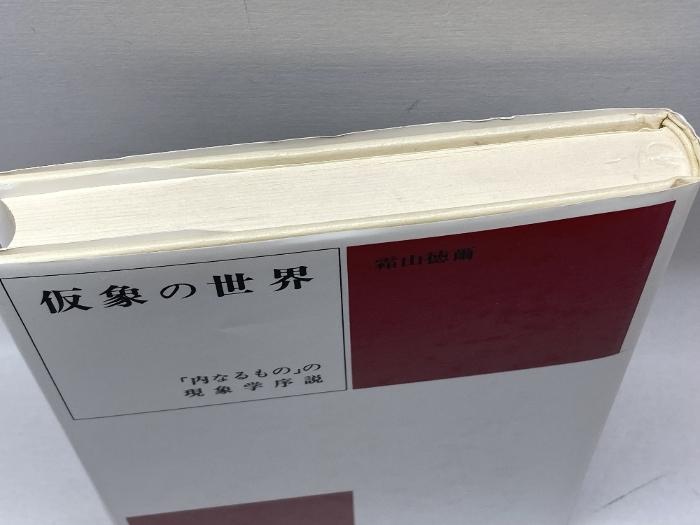 仮象の世界
「内なるもの」の
現象学序説
霜山徳爾